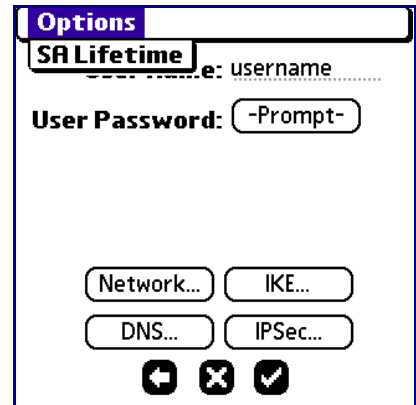 Options
SA Lifetime
username
User Password: -Prompt-
Network... IKE...
DNS... IPSec...